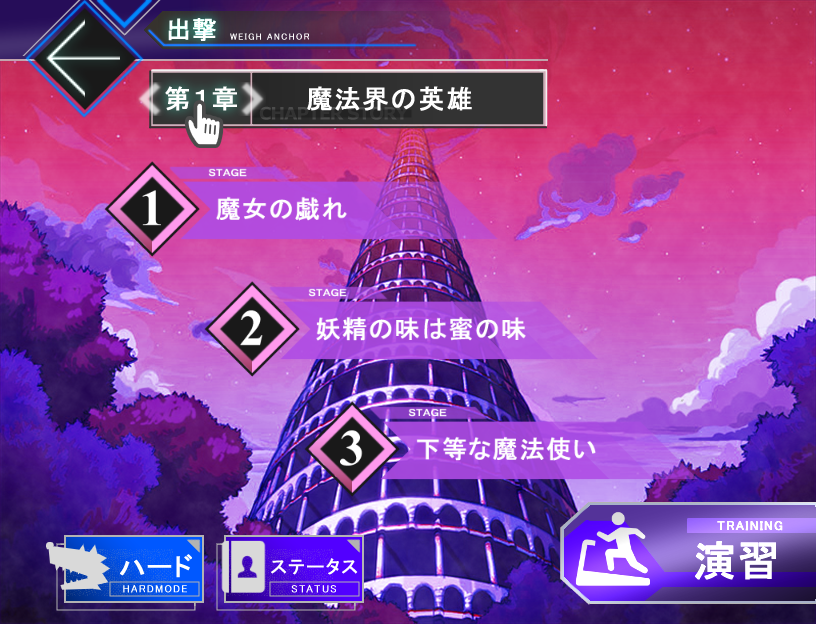 出撃 WEIGH ANCHOR
第1章 魔法界の英雄
CHAPTER STORY
STAGE
1 魔女の戯れ
STAGE
2 妖精の味は蜜の味
STAGE
3 下等な魔法使い
TRAINING
演習
ハード
HARDMODE
ステータス
STATUS